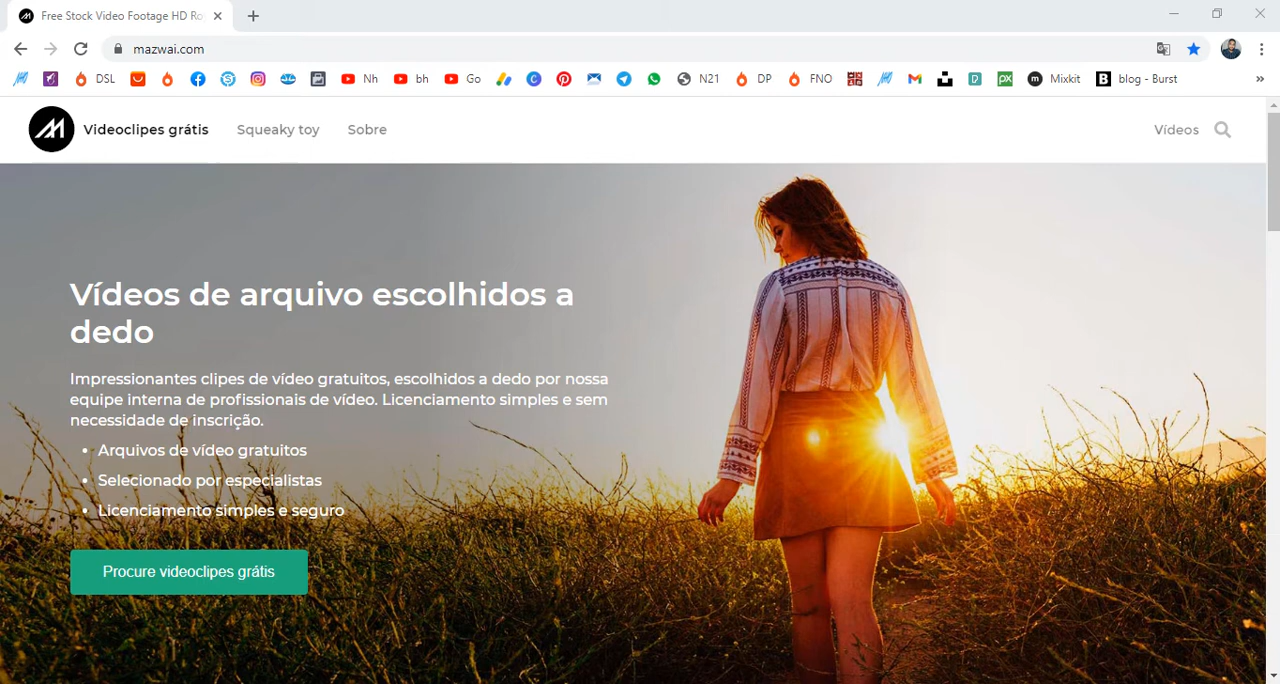 Free Stock Video Footage HD Ro
mazwai.com
DSL
Nh
bh
Go
N21
DP
FNO
Mixkit
blog - Burst
»
Videoclipes grátis
Squeaky toy
Sobre
Vídeos
Vídeos de arquivo escolhidos a
dedo
Impressionantes clipes de vídeo gratuitos, escolhidos a dedo por nossa
equipe interna de profissionais de vídeo. Licenciamento simples e sem
necessidade de inscrição.
• Arquivos de vídeo gratuitos
• Selecionado por especialistas
• Licenciamento simples e seguro
Procure videoclipes grátis